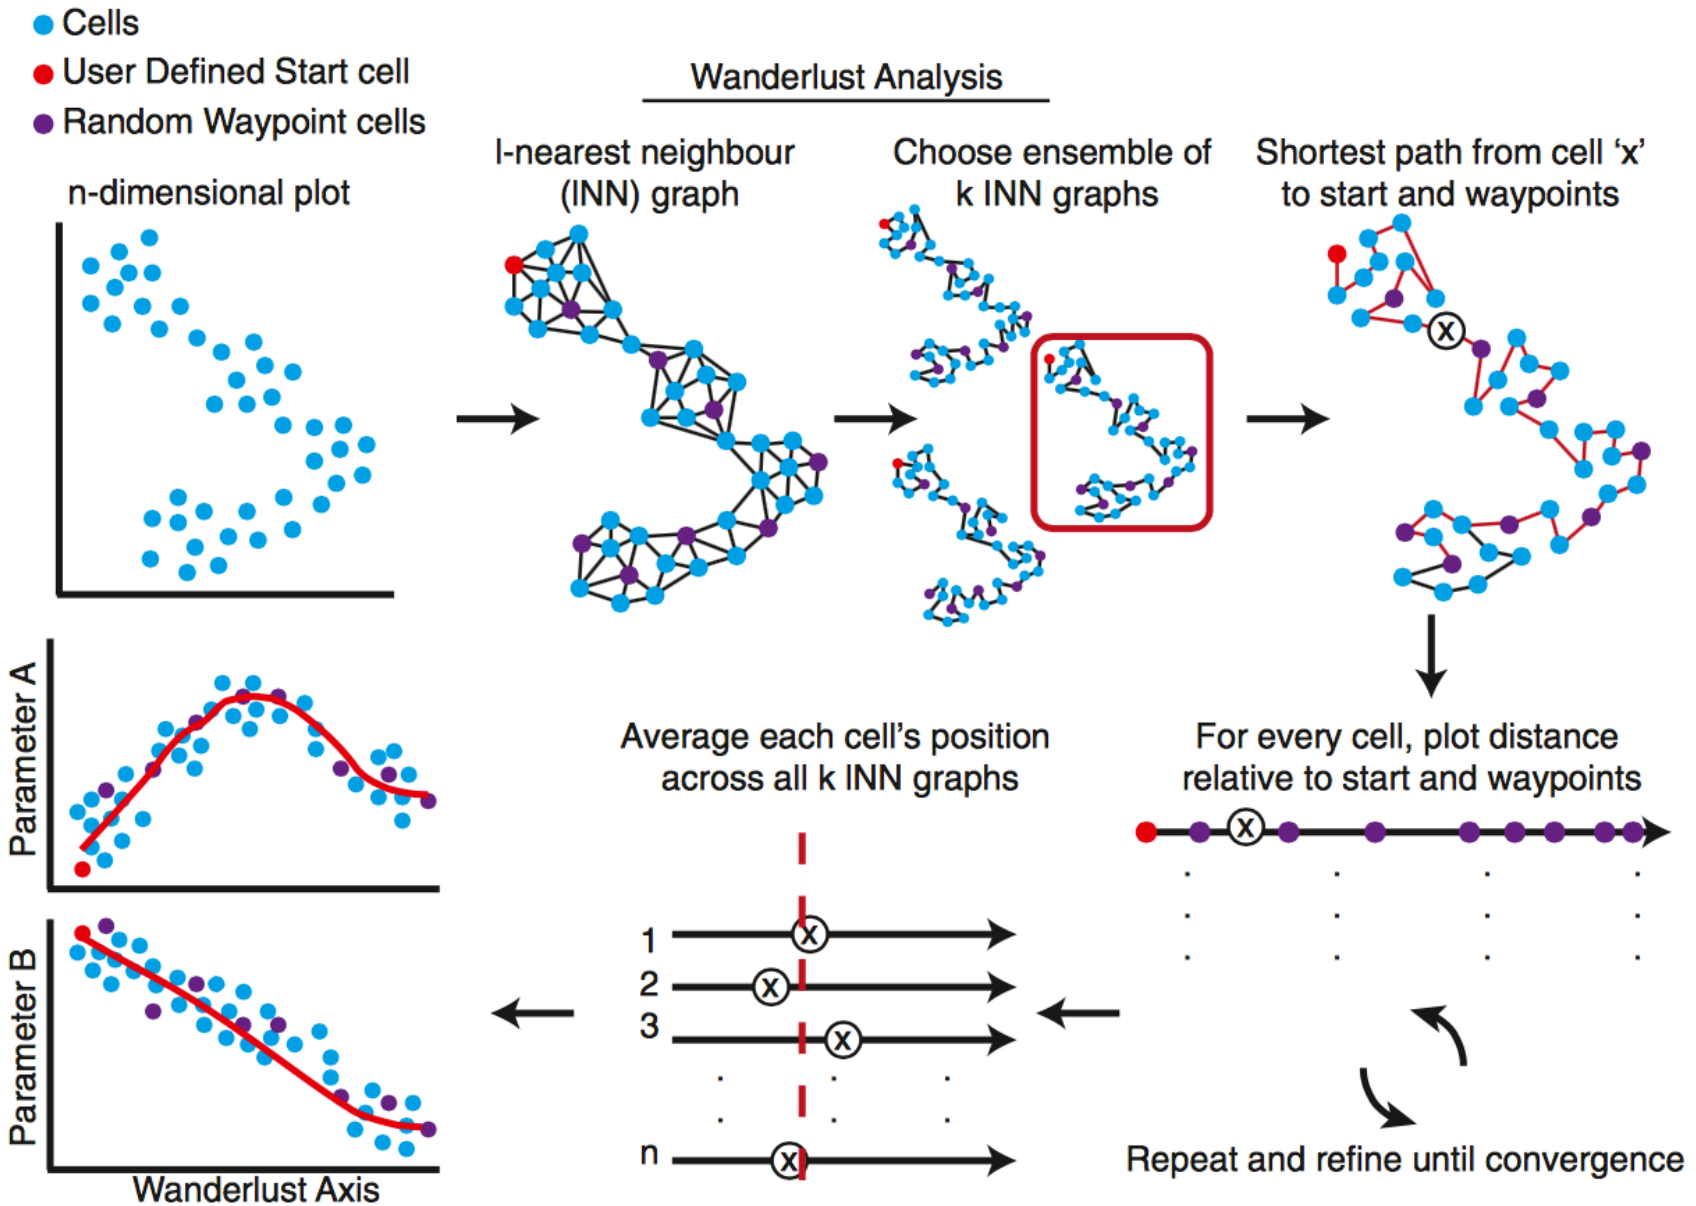 Cells
User Defined Start cell
Random Waypoint cells
Wanderlust Analysis
n-dimensional plot
l-nearest neighbour
(lNN) graph
Choose ensemble of
k lNN graphs
Shortest path from cell ‘x’
to start and waypoints
X
For every cell, plot distance
relative to start and waypoints
X
Repeat and refine until convergence
Average each cell’s position
across all k lNN graphs
1
X
2
X
3
X
n
X
Parameter A
Parameter B
Wanderlust Axis